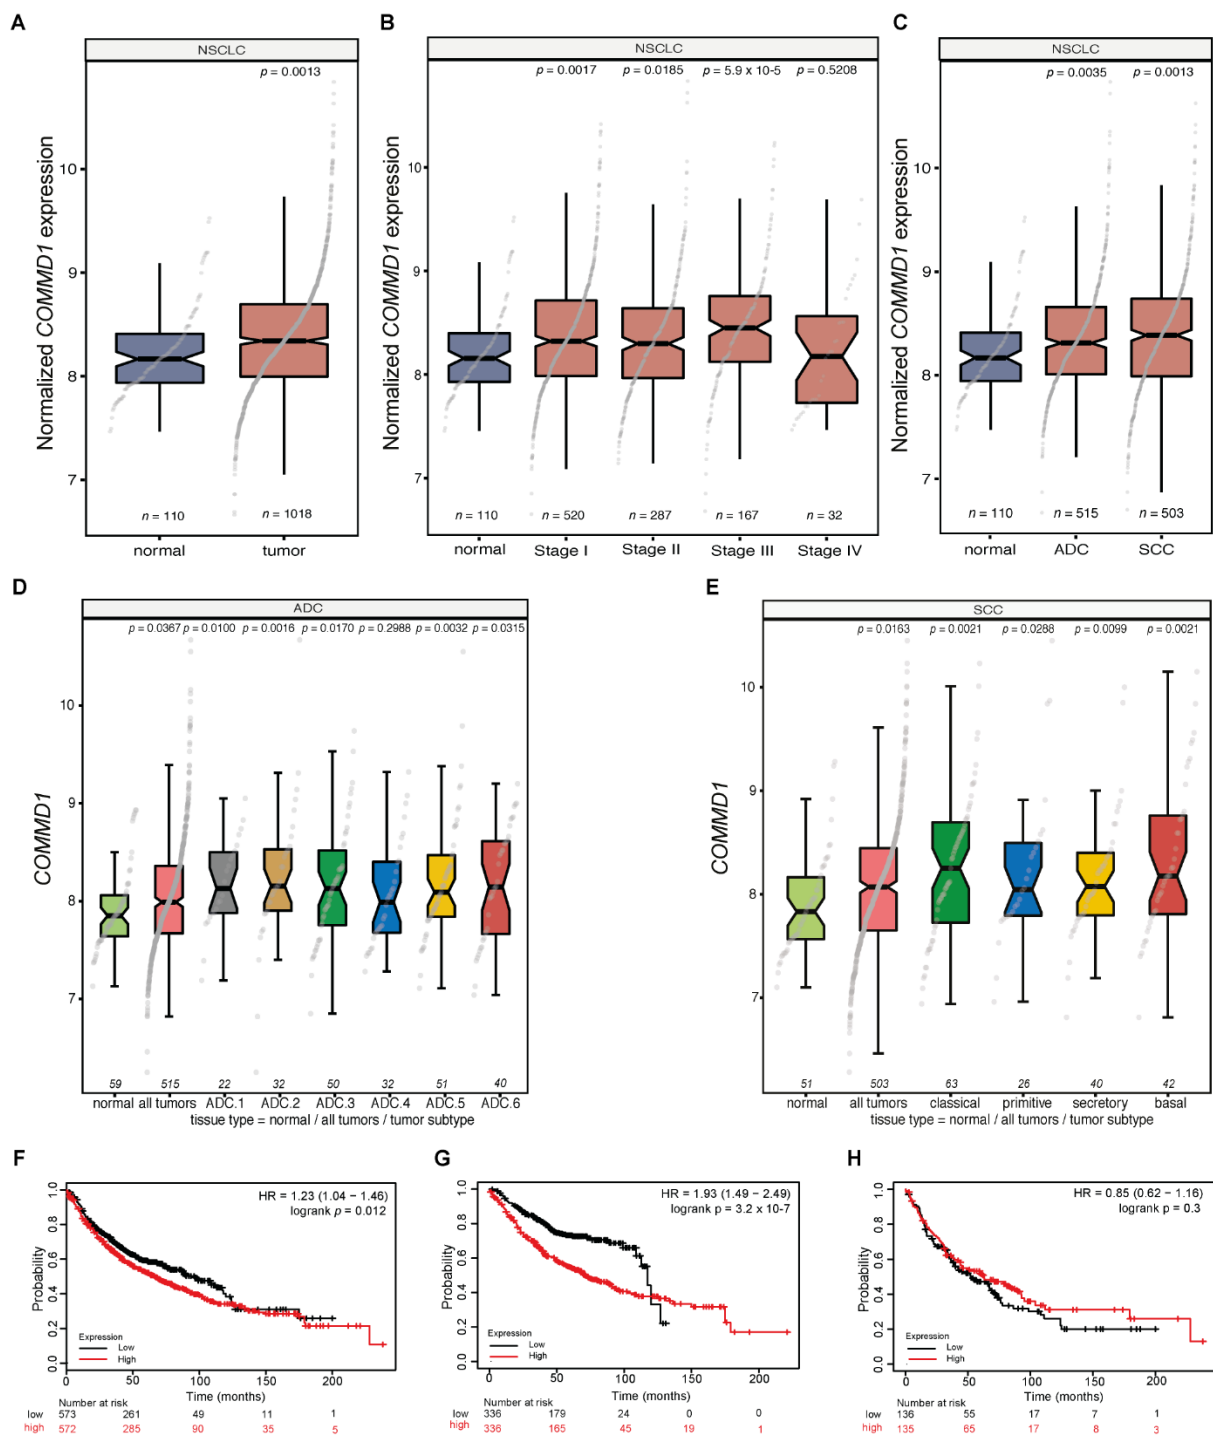 A
NSCLC
p = 0.0013
Normalized COMMD1 expression
10
9
8
7
n = 110
n = 1018
normal
tumor
B
NSCLC
p = 0.0017
p = 0.0185
p = 5.9 x 10-5
p = 0.5208
Normalized COMMD1 expression
10
9
8
7
n = 110
n = 520
n = 287
n = 167
n = 32
normal
Stage I
Stage II
Stage III
Stage IV
C
NSCLC
p = 0.0035
p = 0.0013
Normalized COMMD1 expression
10
9
8
7
n = 110
n = 515
n = 503
normal
ADC
SCC
D
ADC
p = 0.0367 p = 0.0100 p = 0.0016 p = 0.0170 p = 0.2988 p = 0.0032 p = 0.0315
COMMD1
10
9
8
7
59 515 22 32 50 32 51 40
normal all tumors ADC.1 ADC.2 ADC.3 ADC.4 ADC.5 ADC.6
tissue type = normal / all tumors / tumor subtype
E
SCC
p = 0.0163 p = 0.0021 p = 0.0288 p = 0.0099 p = 0.0021
COMMD1
10
9
8
7
51 503 63 26 40 42
normal all tumors classical primitive secretory basal
tissue type = normal / all tumors / tumor subtype
F
HR = 1.23 (1.04 − 1.46)
logrank p = 0.012
Probability
1.0
0.8
0.6
0.4
0.2
0.0
Expression
Low
High
0 50 100 150 200
Time (months)
Number at risk
low 573 261 49 11 1
high 572 285 90 35 5
G
HR = 1.93 (1.49 − 2.49)
logrank p = 3.2 x 10-7
Probability
1.0
0.8
0.6
0.4
0.2
0.0
Expression
Low
High
0 50 100 150 200
Time (months)
Number at risk
low 336 179 24 0 0
high 336 165 45 19 1
H
HR = 0.85 (0.62 − 1.16)
logrank p = 0.3
Probability
1.0
0.8
0.6
0.4
0.2
0.0
Expression
Low
High
0 50 100 150 200
Time (months)
Number at risk
low 136 55 17 7 1
high 135 65 17 8 3